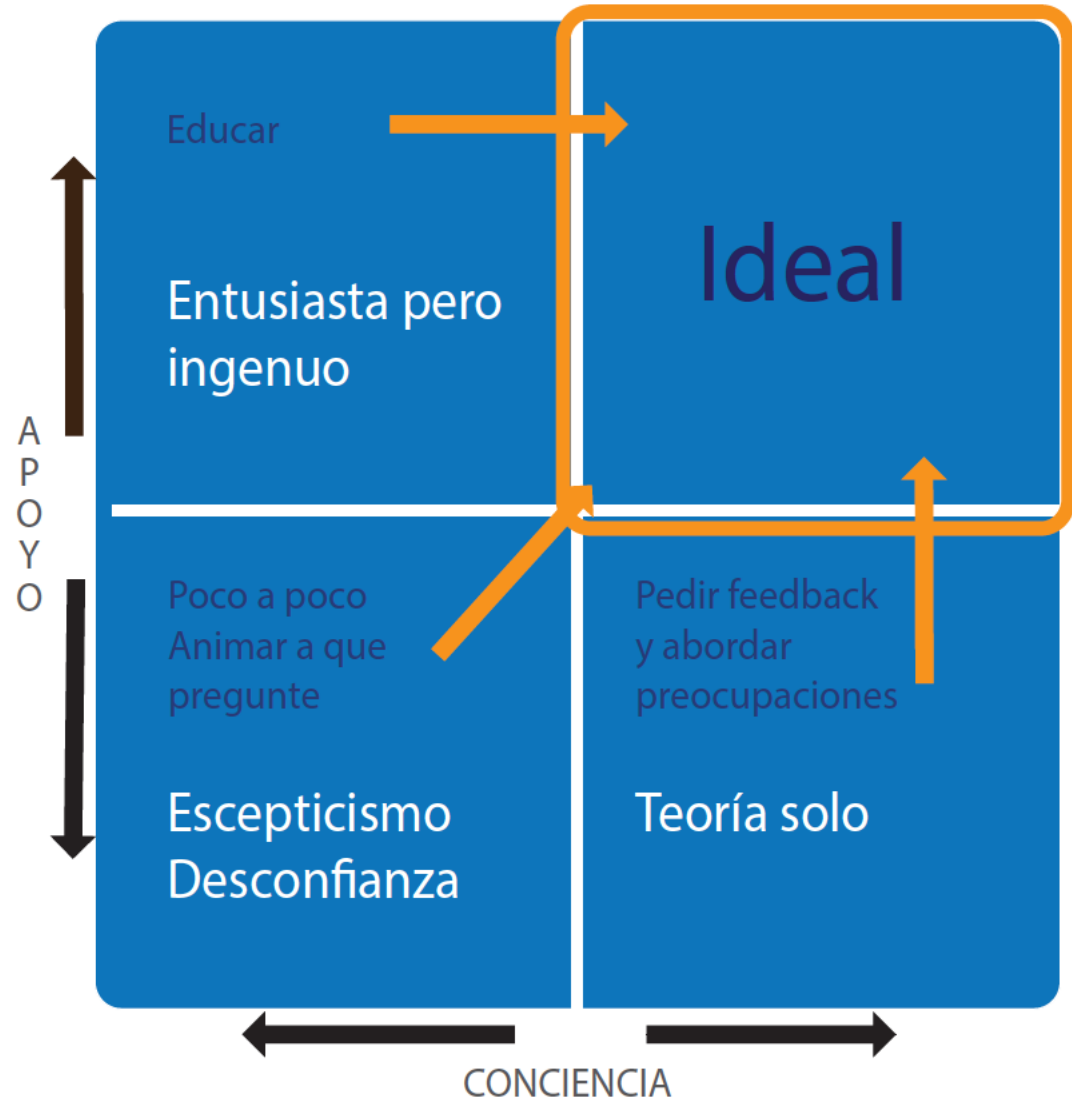 Educar
Entusiasta pero
ingenuo
Ideal
APOYO
Poco a poco
Animar a que
pregunte
Escepticismo
Desconfianza
Pedir feedback
y abordar
preocupaciones
Teoría solo
CONCIENCIA